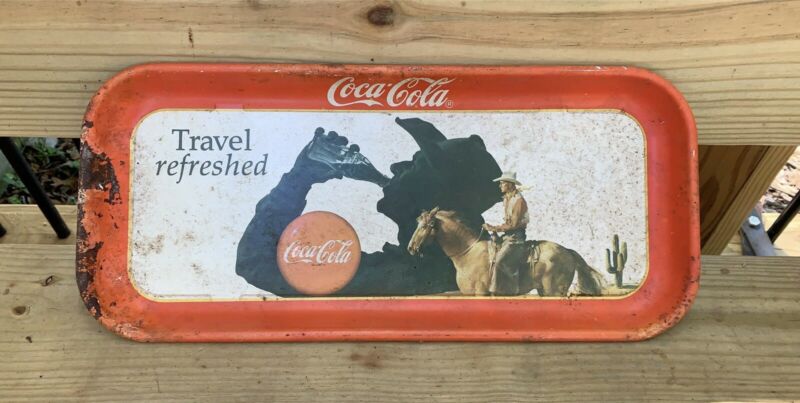 Coca-Cola ®
Travel
refreshed
Coca-Cola